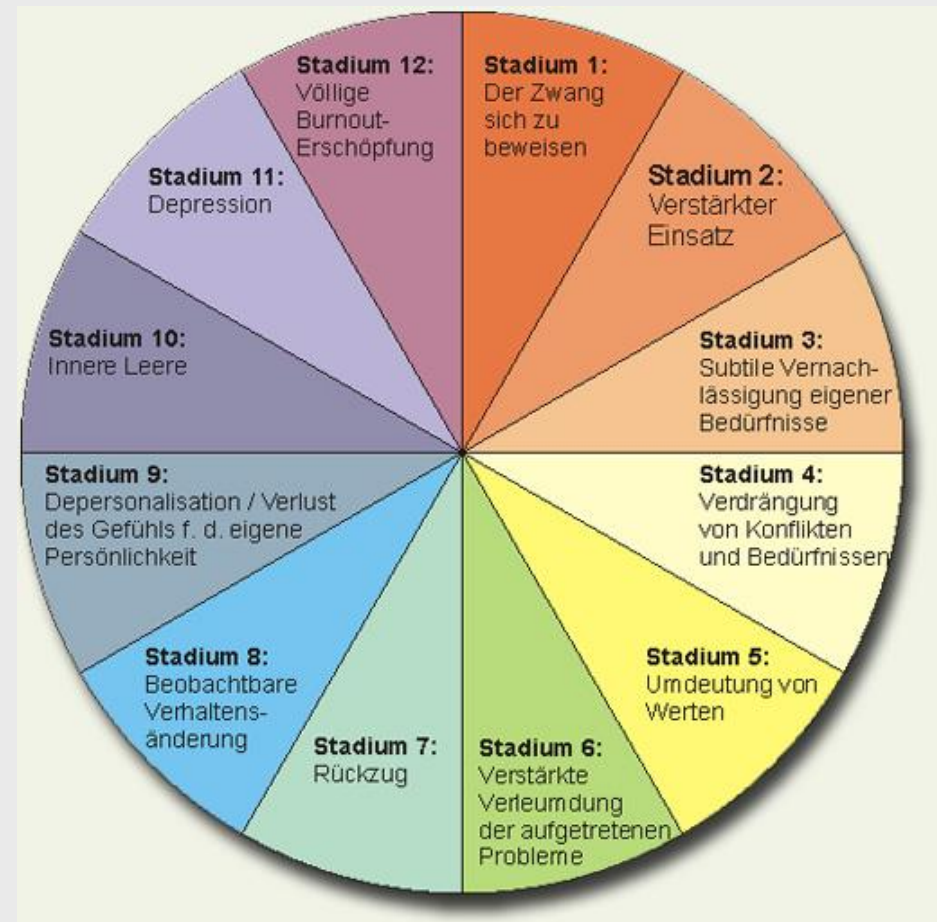 Stadium 1:
Der Zwang
sich zu
beweisen
Stadium 2:
Verstärkter
Einsatz
Stadium 3:
Subtile Vernach-
lässigung eigener
Bedürfnisse
Stadium 4:
Verdrängung
von Konflikten
und Bedürfnissen
Stadium 5:
Umdeutung von
Werten
Stadium 6:
Verstärkte
Verleumdung
der aufgetretenen
Probleme
Stadium 7:
Rückzug
Stadium 8:
Beobachtbare
Verhaltens-
änderung
Stadium 9:
Depersonalisation / Verlust
des Gefühls f. d. eigene
Persönlichkeit
Stadium 10:
Innere Leere
Stadium 11:
Depression
Stadium 12:
Völlige
Burnout-
Erschöpfung